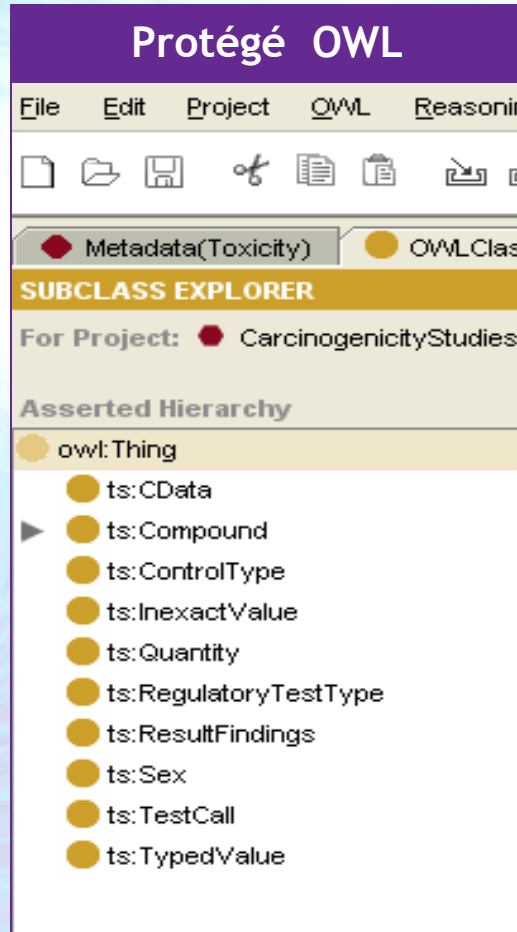 Protégé OWL
File Edit Project OWL
Metadata(Toxicity)
SUBCLASS EXPLORER
For Project: CarcinogenicityStudies
Asserted Hierarchy
owl:Thing
ts:CData
ts:Compound
ts:ControlType
ts:InexactValue
ts:Quantity
ts:RegulatoryTestType
ts:ResultFindings
ts:Sex
ts:TestCall
ts:TypedValue